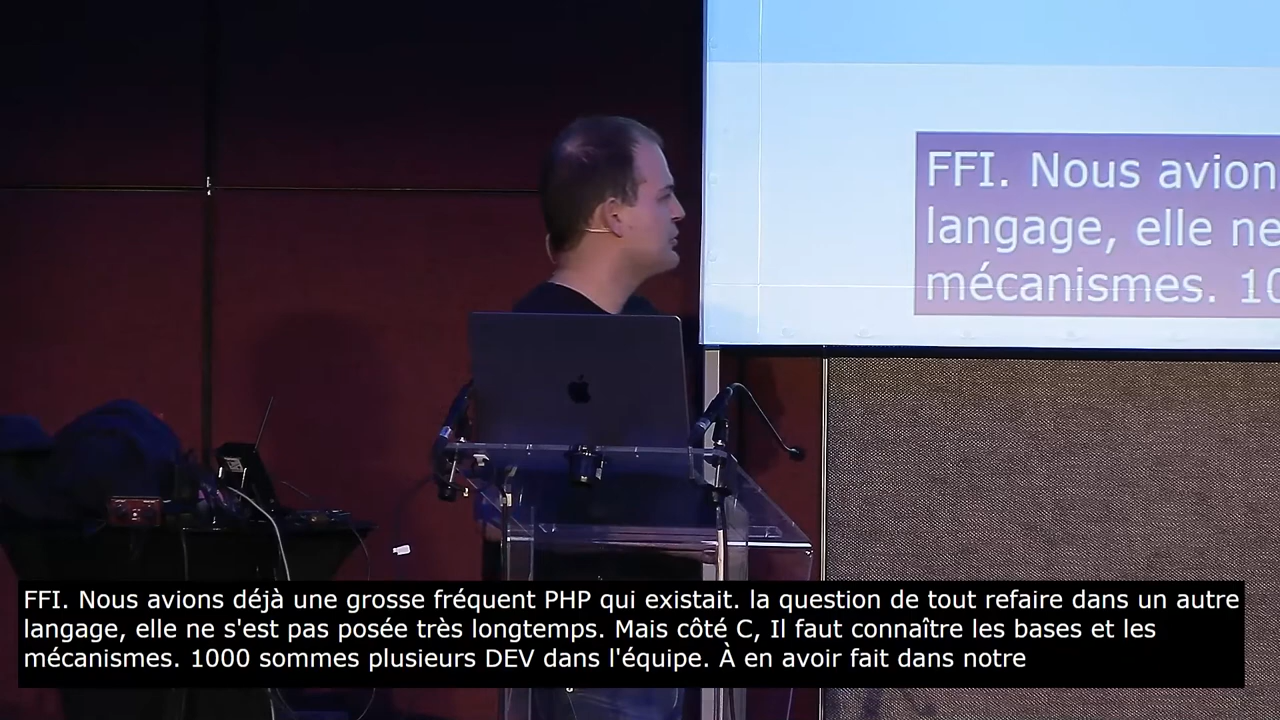 FFI. Nous avion
langage, elle ne
mécanismes. 10
FFI. Nous avions déjà une grosse fréquent PHP qui existait. la question de tout refaire dans un autre
langage, elle ne s'est pas posée très longtemps. Mais côté C, Il faut connaître les bases et les
mécanismes. 1000 sommes plusieurs DEV dans l'équipe. À en avoir fait dans notre